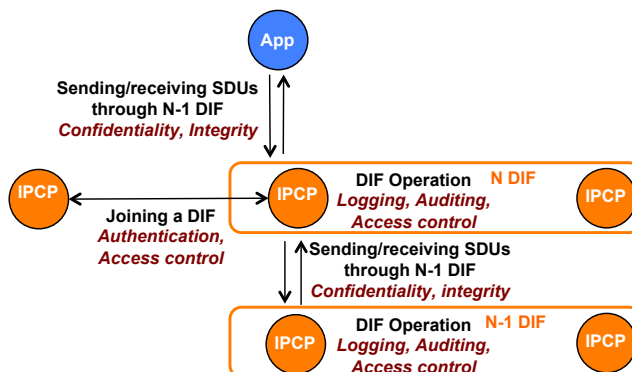 App
Sending/receiving SDUs
through N-1 DIF
Confidentiality, Integrity
IPCP
Joining a DIF
Authentication,
Access control
IPCP
DIF Operation
N DIF
Logging, Auditing,
Access control
IPCP
Sending/receiving SDUs
through N-1 DIF
Confidentiality, integrity
IPCP
DIF Operation
N-1 DIF
Logging, Auditing,
Access control
IPCP